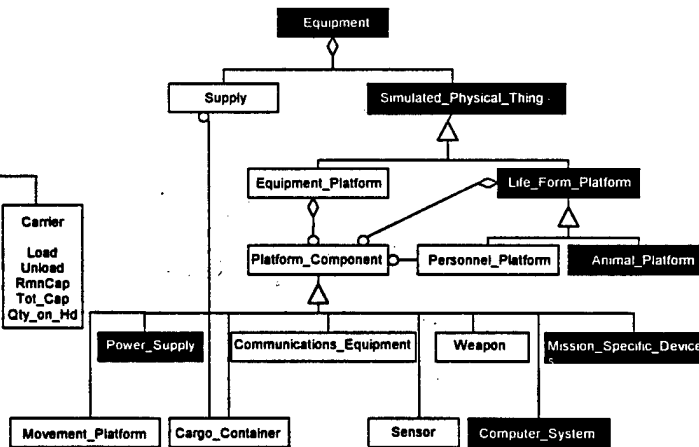 Equipment
Supply
Simulated_Physical_Thing
Equipment_Platform
Life_Form_Platform
Carrier
Load
Unload
RmnCap
Tot_Cap
Qty_on_Hd
Platform_Component
Personnel_Platform
Animal_Platform
Power_Supply
Communications_Equipment
Weapon
Mission_Specific_Device
s
Movement_Platform
Cargo_Container
Sensor
Computer_System